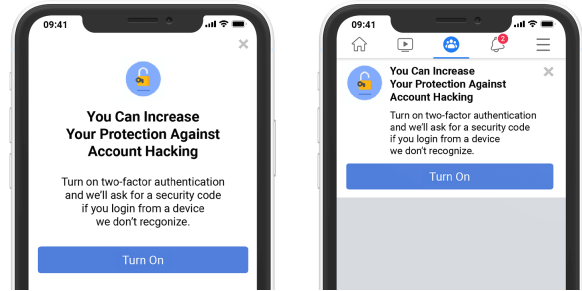 09:41
You Can Increase
Your Protection Against
Account Hacking
Turn on two-factor authentication
and we'll ask for a security code
if you login from a device
we don't recgonize.
Turn On
09:41
2
You Can Increase
Your Protection Against
Account Hacking
Turn on two-factor authentication
and we'll ask for a security code
if you login from a device
we don't recgonize.
Turn On